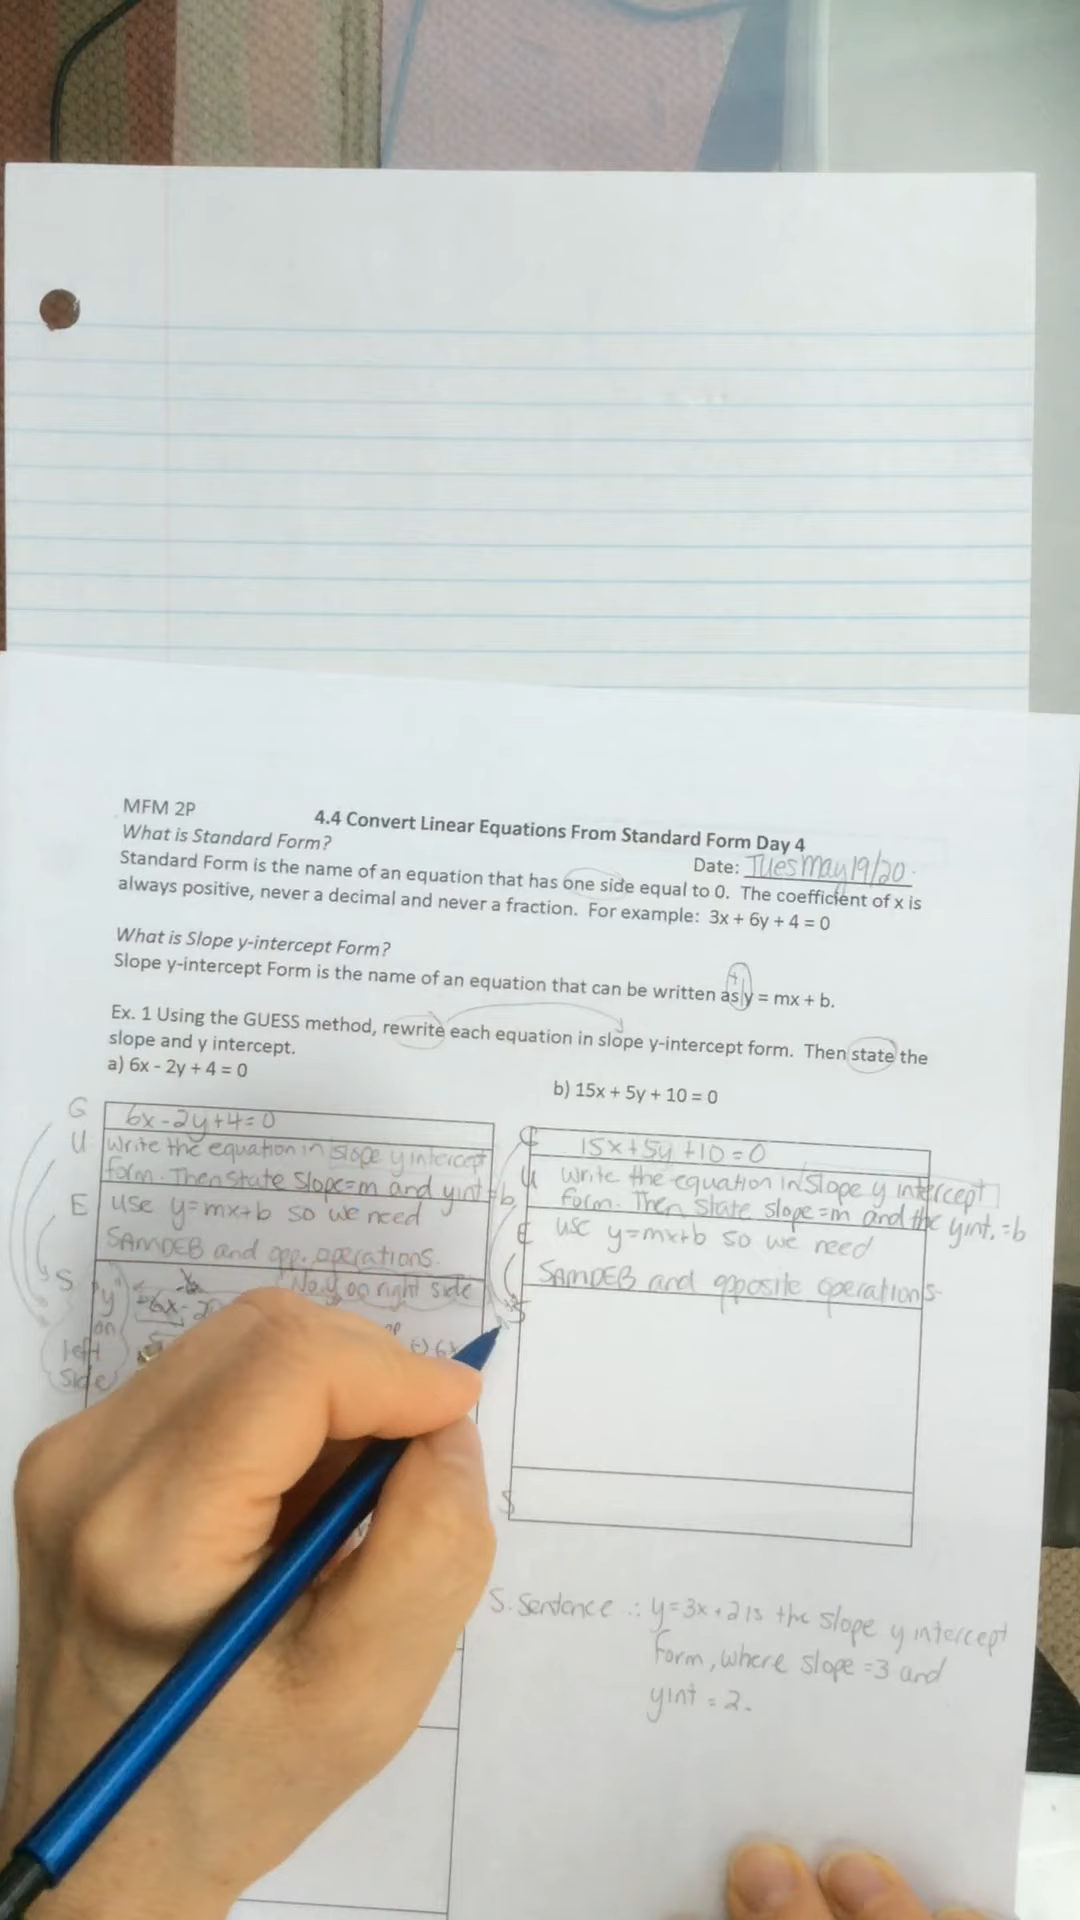 MFM 2P
4.4 Convert Linear Equations From Standard Form Day 4
What is Standard Form?
Date: Tues May 19/20
Standard Form is the name of an equation that has one side equal to 0. The coefficient of x is
always positive, never a decimal and never a fraction. For example: 3x + 6y + 4 = 0
What is Slope y-intercept Form?
Slope y-intercept Form is the name of an equation that can be written as y = mx + b.
Ex. 1 Using the GUESS method, rewrite each equation in slope y-intercept form. Then state the
slope and y intercept.
a) 6x - 2y + 4 = 0
b) 15x + 5y + 10 = 0
G 6x-2y+4=0
U Write the equation in slope y intercept
form. Then State Slope=m and yint=b
E use y=mx+b so we need
SAMDEB and opp. operations.
S No y on right side
y
on
left
side
6x-2
6x
G 15x+5y+10=0
U Write the equation in Slope y intercept
form. Then state slope=m and the yint.=b
E use y=mx+b so we need
SAMDEB and opposite operations
S
S
S. Sentence ∴ y=3x+2 is the slope y intercept
form, where slope =3 and
yint = 2.